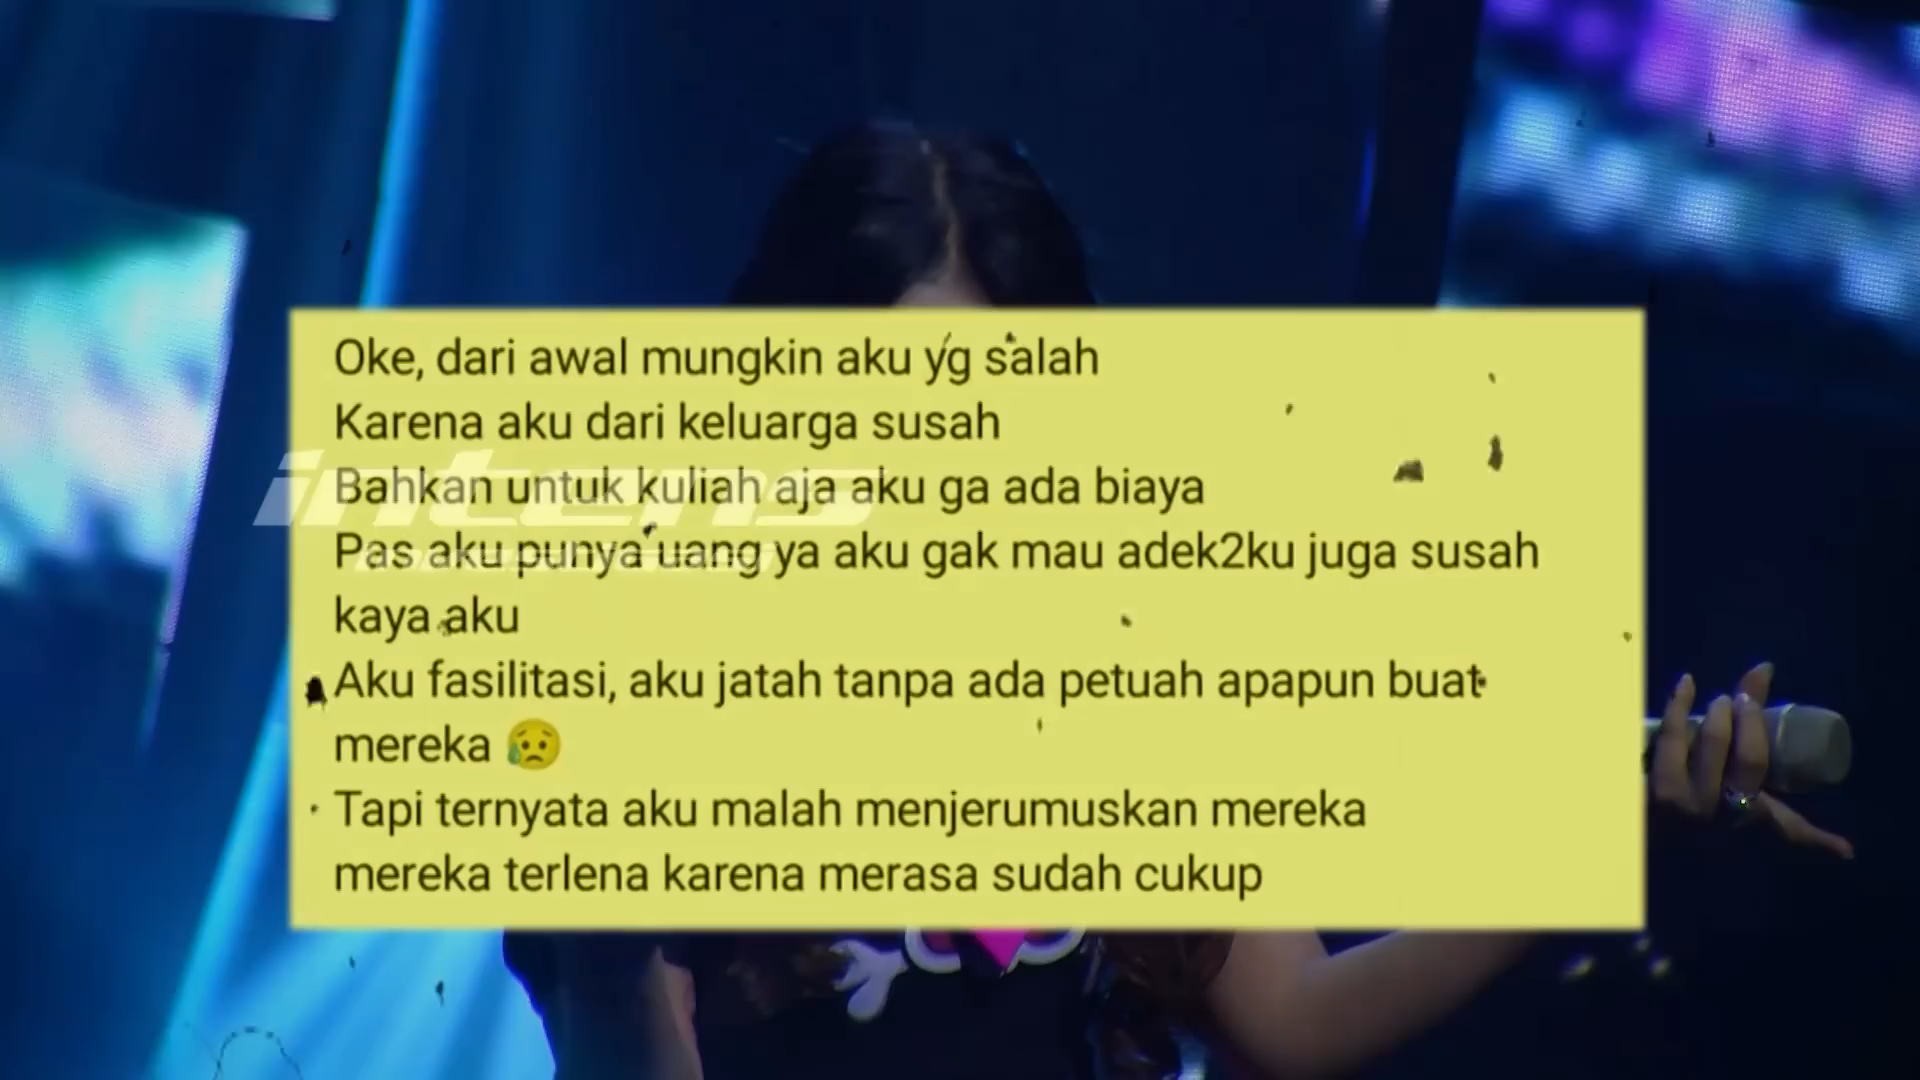 Oke, dari awal mungkin aku yg salah
Karena aku dari keluarga susah
Bahkan untuk kuliah aja aku ga ada biaya
Pas aku punya uang ya aku gak mau adek2ku juga susah
kaya aku
Aku fasilitasi, aku jatah tanpa ada petuah apapun buat
mereka 😥
Tapi ternyata aku malah menjerumuskan mereka
mereka terlena karena merasa sudah cukup
intens